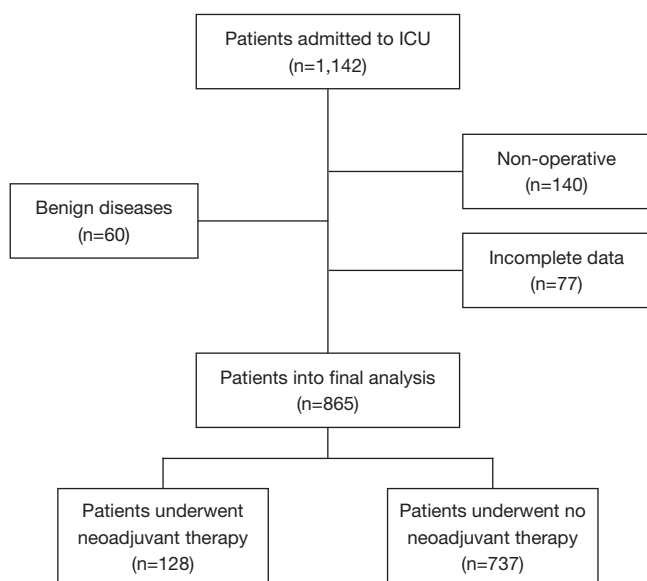 Patients admitted to ICU
(n=1,142)
Non-operative
(n=140)
Benign diseases
(n=60)
Incomplete data
(n=77)
Patients into final analysis
(n=865)
Patients underwent
neoadjuvant therapy
(n=128)
Patients underwent no
neoadjuvant therapy
(n=737)